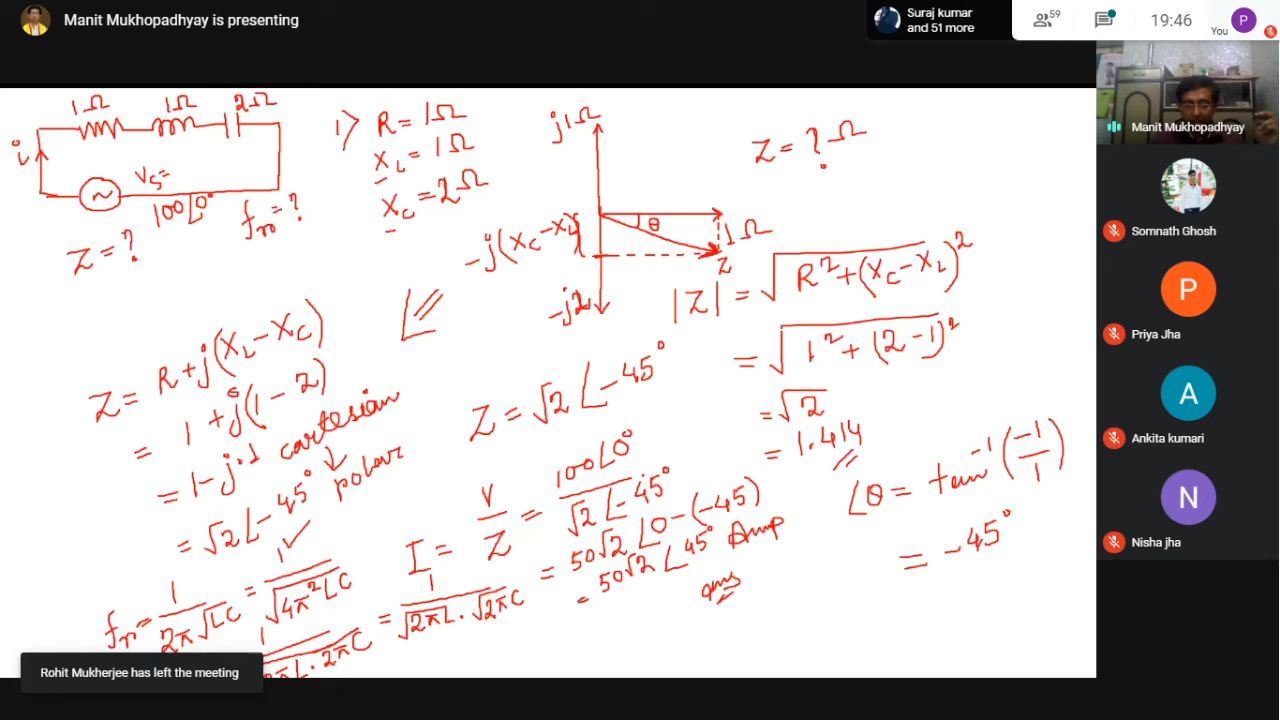 Manit Mukhopadhyay is presenting
Suraj kumar
and 51 more
59
19:46
You
P
1Ω 1Ω 2Ω
i
Vs=
100∠0°
fro=?
Z=?
1> R=1Ω
XL=1Ω
XC=2Ω
j1Ω
θ
1Ω
-j(XC-XL)
Z
-j2
Z=?Ω
|Z| = √R²+(XC-XL)²
= √1²+(2-1)²
= √2
= 1.414
∠θ = tan⁻¹(-1/1)
= -45°
Z = R+j(XL-XC)
= 1+j(1-2)
= 1-j·1 cartesian
↓
= √2∠-45° polar
Z = √2∠-45°
I = V/Z = 100∠0°/√2∠-45°
= 50√2∠0-(-45)
= 50√2∠45° Amp
ans
fro = 1/2π√LC = 1/√4π²LC
2πL·2πC = 1/√2πL·√2πC
Rohit Mukherjee has left the meeting
Manit Mukhopadhyay
Somnath Ghosh
P
Priya Jha
A
Ankita kumari
N
Nisha jha